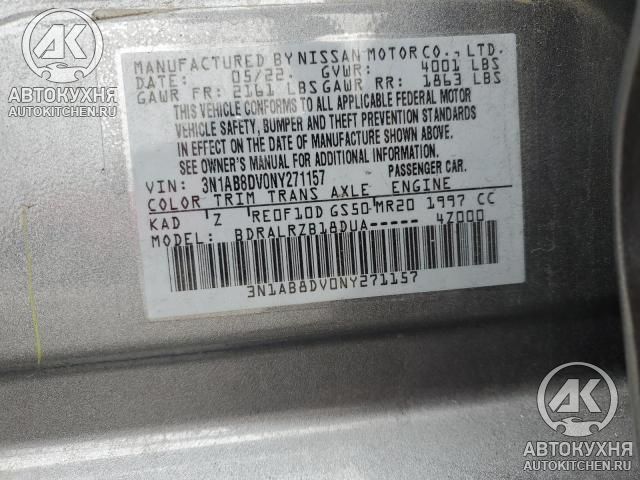 MANUFACTURED BY NISSAN MOTOR CO., LTD.
DATE: 05/22. GVWR: 4001 LBS
GAWR FR: 2161 LBS GAWR RR: 1863 LBS
THIS VEHICLE CONFORMS TO ALL APPLICABLE FEDERAL MOTOR
VEHICLE SAFETY, BUMPER AND THEFT PREVENTION STANDARDS
IN EFFECT ON THE DATE OF MANUFACTURE SHOWN ABOVE.
SEE OWNER'S MANUAL FOR ADDITIONAL INFORMATION.
VIN: 3N1AB8DV0NY271157 PASSENGER CAR.
COLOR TRIM TRANS AXLE ENGINE
KAD Z RE0F10D GS50 MR20 1997 CC
MODEL: BDRALRZB18DUA----- 4Z000
3N1AB8DV0NY271157
АК
АВТОКУХНЯ
AUTOKITCHEN.RU
АК
АВТОКУХНЯ
AUTOKITCHEN.RU